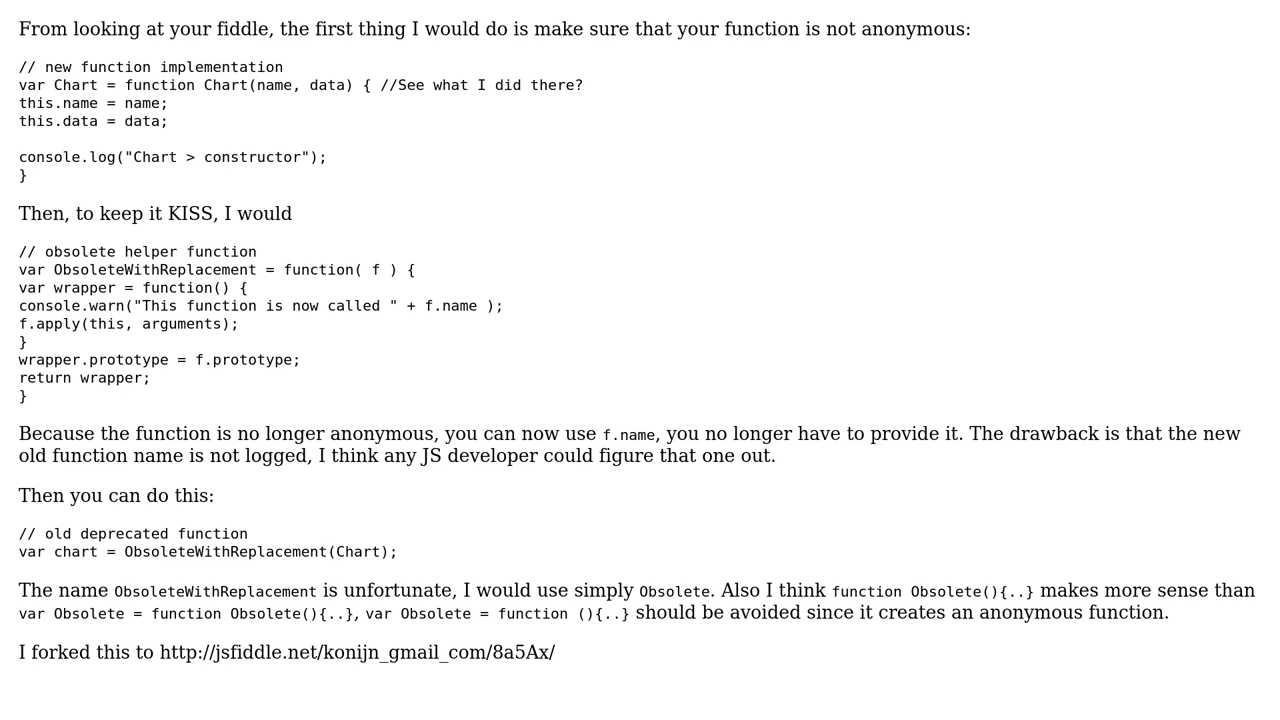 From looking at your fiddle, the first thing I would do is make sure that your function is not anonymous:
// new function implementation
var Chart = function Chart(name, data) { //See what I did there?
this.name = name;
this.data = data;
console.log("Chart > constructor");
}
Then, to keep it KISS, I would
// obsolete helper function
var ObsoleteWithReplacement = function( f ) {
var wrapper = function() {
console.warn("This function is now called " + f.name );
f.apply(this, arguments);
}
wrapper.prototype = f.prototype;
return wrapper;
}
Because the function is no longer anonymous, you can now use f.name, you no longer have to provide it. The drawback is that the new
old function name is not logged, I think any JS developer could figure that one out.
Then you can do this:
// old deprecated function
var chart = ObsoleteWithReplacement(Chart);
The name ObsoleteWithReplacement is unfortunate, I would use simply Obsolete. Also I think function Obsolete(){..} makes more sense than
var Obsolete = function Obsolete(){..}, var Obsolete = function (){..} should be avoided since it creates an anonymous function.
I forked this to http://jsfiddle.net/konijn_gmail_com/8a5Ax/